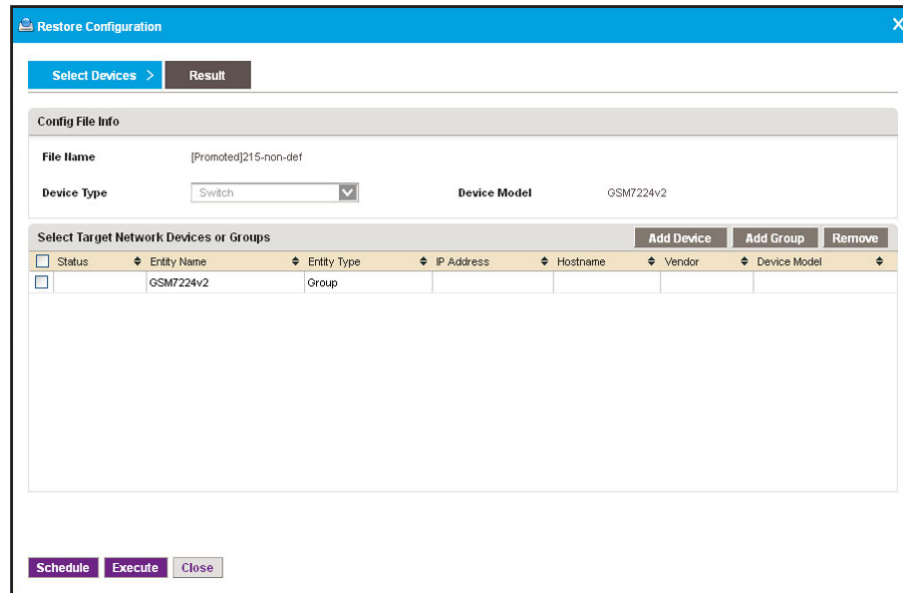 Restore Configuration
X
Select Devices >
Result
Config File Info
File Name [Promoted]215-non-def
Device Type Switch Device Model GSM7224v2
Select Target Network Devices or Groups Add Device Add Group Remove
Status Entity Name Entity Type IP Address Hostname Vendor Device Model
GSM7224v2 Group
Schedule Execute Close